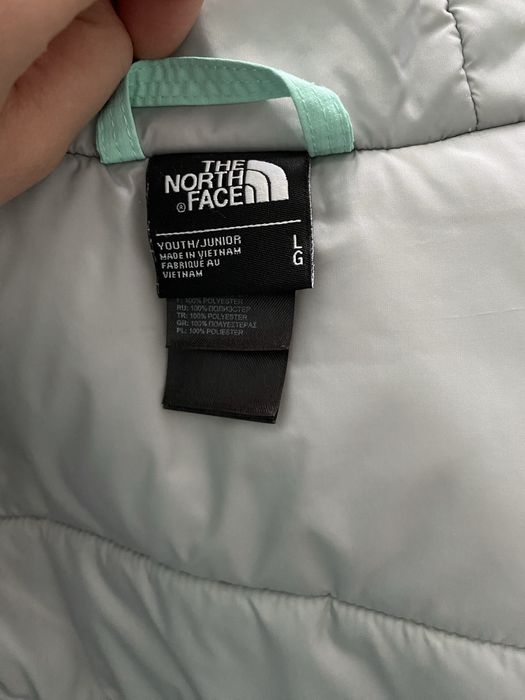 THE
NORTH
FACE
®
YOUTH/JUNIOR
MADE IN VIETNAM
FABRIQUÉ AU
VIETNAM
L
G
F: 100% POLYESTER
RU: 100% ПОЛИЭСТЕР
TR: 100% POLYESTER
GR: 100% ΠΟΛΥΕΣΤΕΡΑΣ
PL: 100% POLIESTER